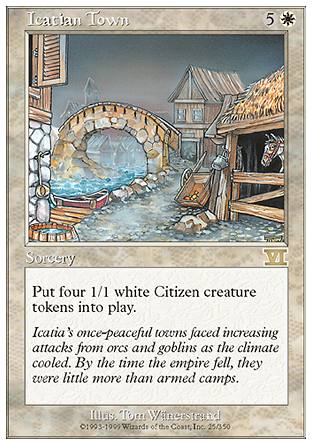 Icatian Town 5
Sorcery VI
Put four 1/1 white Citizen creature
tokens into play.
Icatia's once-peaceful towns faced increasing
attacks from orcs and goblins as the climate
cooled. By the time the empire fell, they
were little more than armed camps.
Illus. Tom Wänerstrand
©1993-1999 Wizards of the Coast, Inc. 25/350